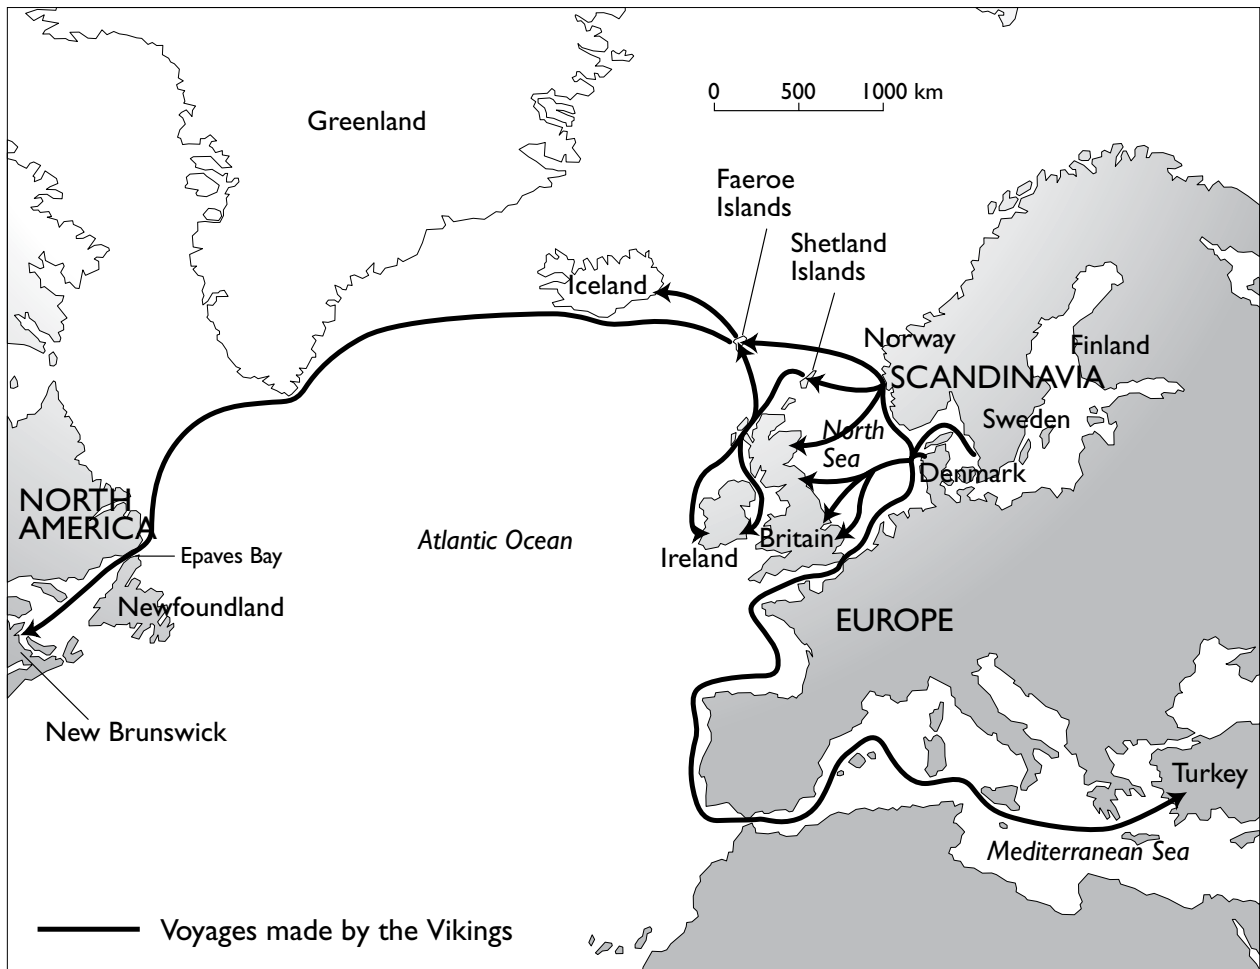 0 500 1000 km
Greenland
Faeroe
Islands
Shetland
Islands
Iceland
Norway
Finland
SCANDINAVIA
Sweden
North
Sea
Denmark
NORTH
AMERICA
Atlantic Ocean
Britain
Ireland
Epaves Bay
Newfoundland
EUROPE
New Brunswick
Turkey
Mediterranean Sea
Voyages made by the Vikings